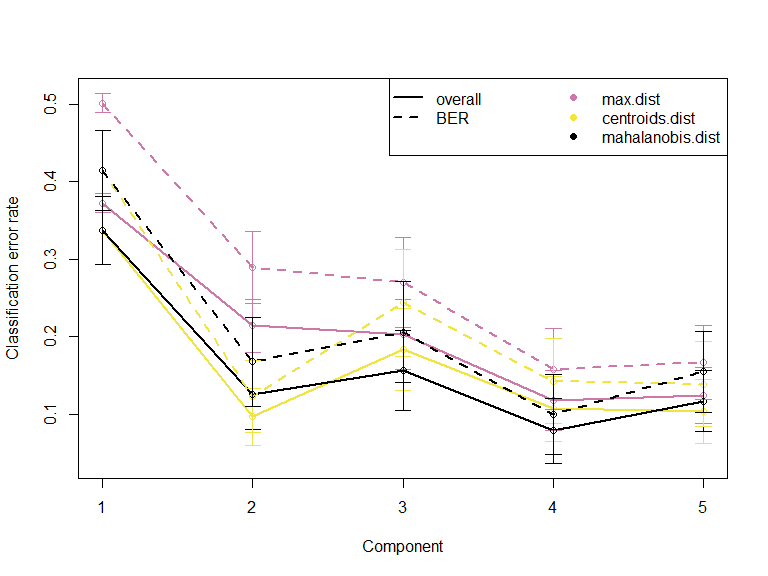 overall
BER
max.dist
centroids.dist
mahalanobis.dist
Classification error rate
0.5
0.4
0.3
0.2
0.1
1 2 3 4 5
Component